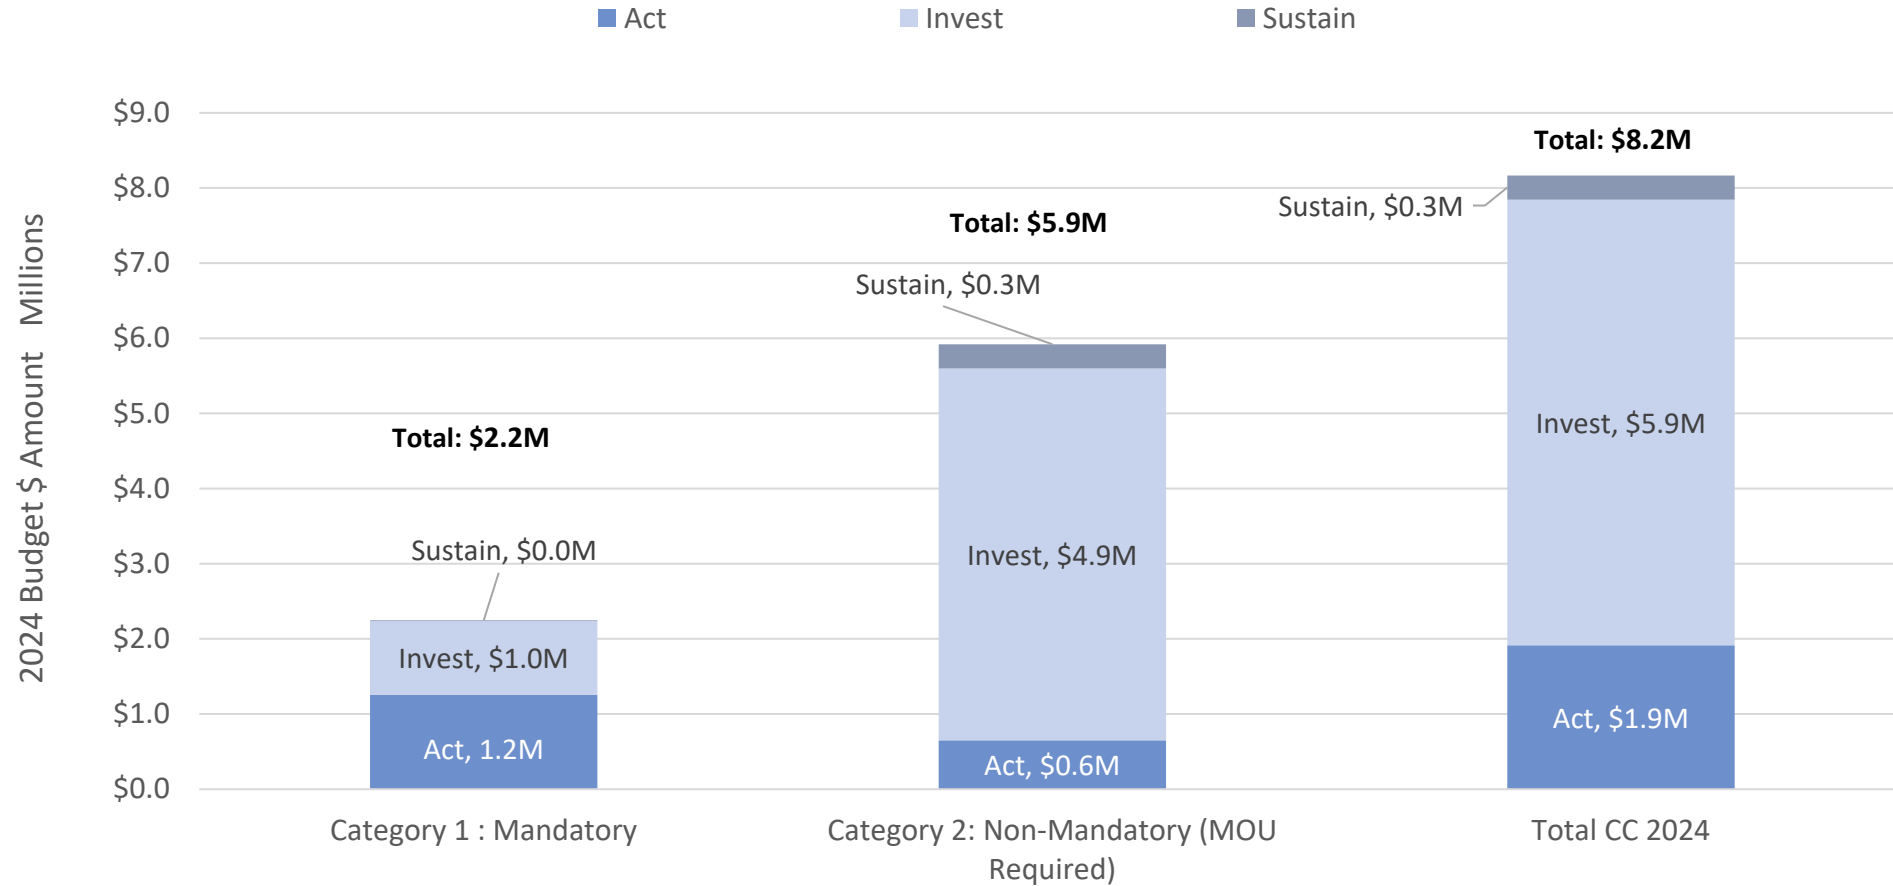 Act
Invest
Sustain
2024 Budget $ Amount Millions
$9.0
$8.0
$7.0
$6.0
$5.0
$4.0
$3.0
$2.0
$1.0
$0.0
Total: $2.2M
Sustain, $0.0M
Invest, $1.0M
Act, 1.2M
Total: $5.9M
Sustain, $0.3M
Invest, $4.9M
Act, $0.6M
Total: $8.2M
Sustain, $0.3M
Invest, $5.9M
Act, $1.9M
Category 1 : Mandatory
Category 2: Non-Mandatory (MOU
Required)
Total CC 2024